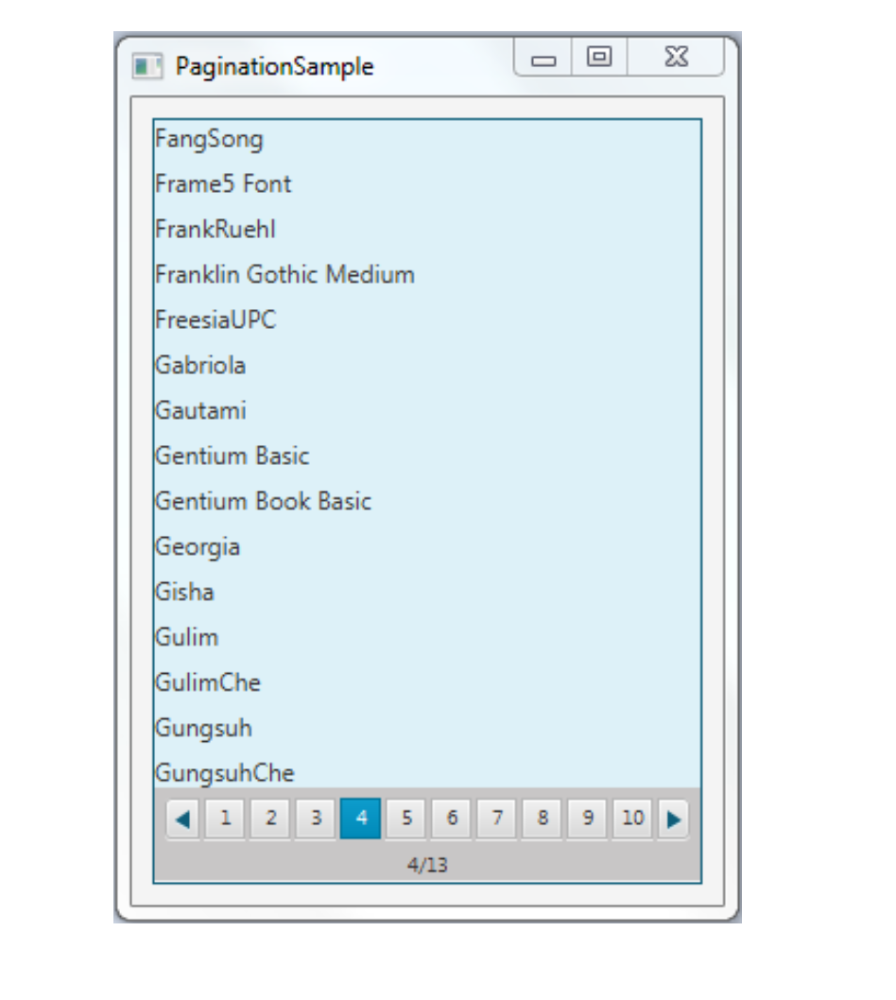 PaginationSample
FangSong
Frame5 Font
FrankRuehl
Franklin Gothic Medium
FreesiaUPC
Gabriola
Gautami
Gentium Basic
Gentium Book Basic
Georgia
Gisha
Gulim
GulimChe
Gungsuh
GungsuhChe
1 2 3 4 5 6 7 8 9 10
4/13